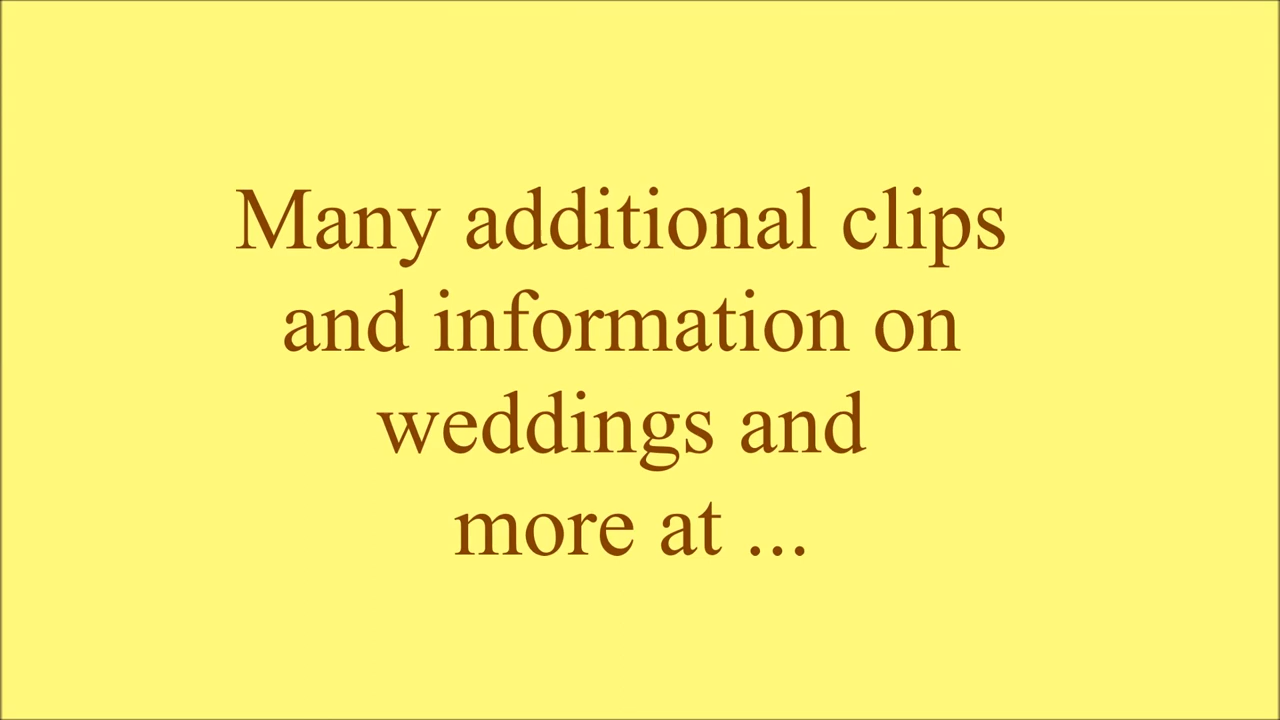 Many additional clips
and information on
weddings and
more at ...